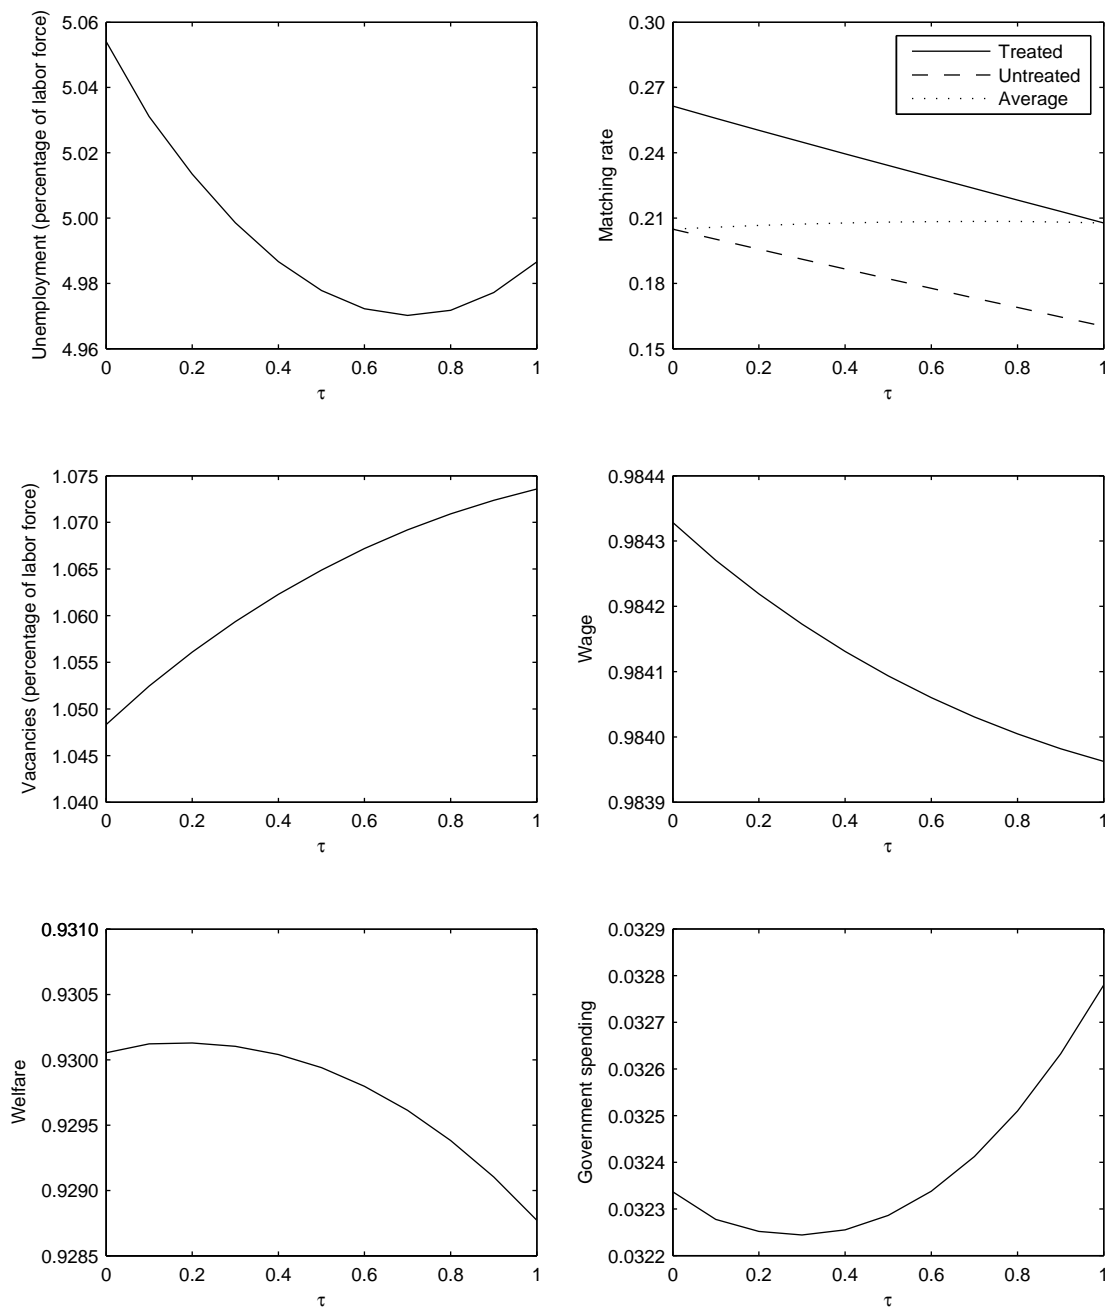 Unemployment (percentage of labor force)
5.06
5.04
5.02
5.00
4.98
4.96
0 0.2 0.4 0.6 0.8 1
τ
Matching rate
0.30
0.27
0.24
0.21
0.18
0.15
Treated
Untreated
Average
0 0.2 0.4 0.6 0.8 1
τ
Vacancies (percentage of labor force)
1.075
1.070
1.065
1.060
1.055
1.050
1.045
1.040
0 0.2 0.4 0.6 0.8 1
τ
Wage
0.9844
0.9843
0.9842
0.9841
0.9840
0.9839
0 0.2 0.4 0.6 0.8 1
τ
Welfare
0.9310
0.9305
0.9300
0.9295
0.9290
0.9285
0 0.2 0.4 0.6 0.8 1
τ
Government spending
0.0329
0.0328
0.0327
0.0326
0.0325
0.0324
0.0323
0.0322
0 0.2 0.4 0.6 0.8 1
τ